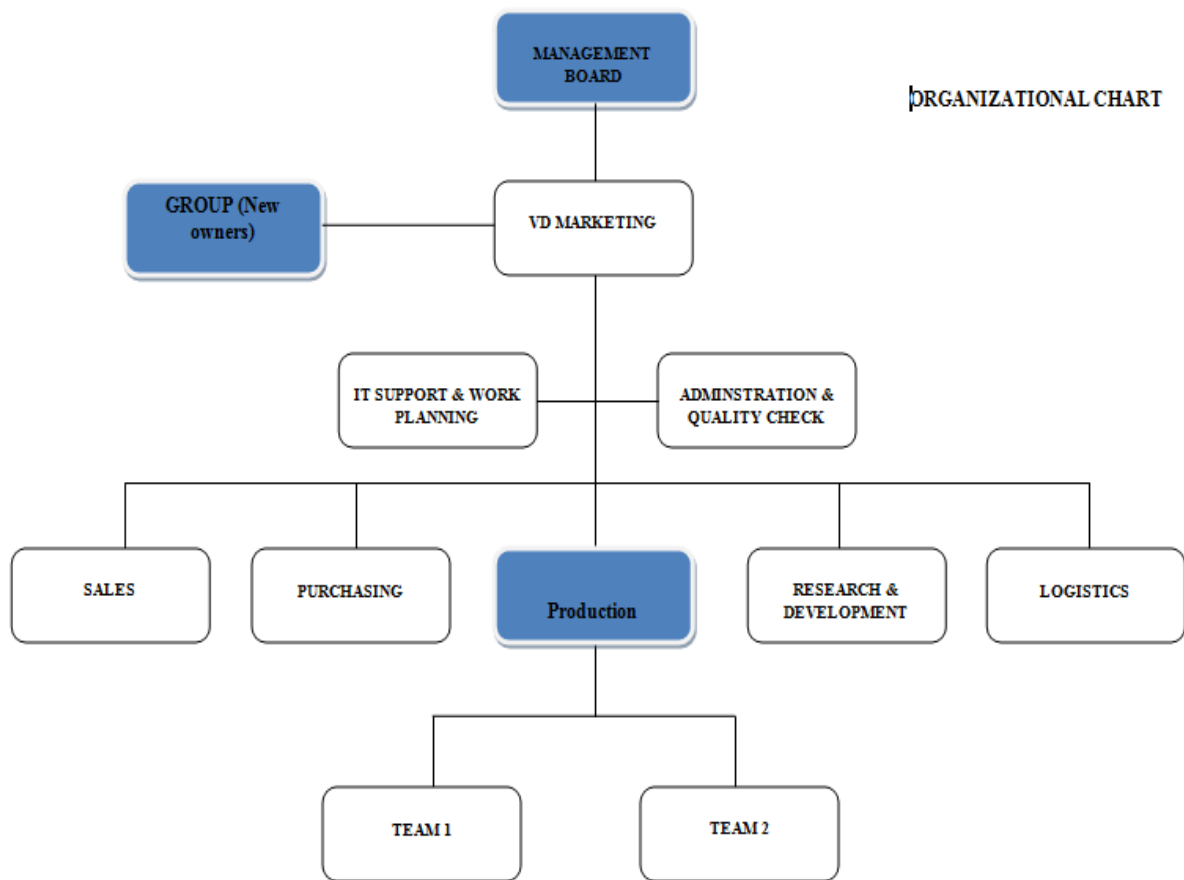 MANAGEMENT
BOARD
ORGANIZATIONAL CHART
GROUP (New
owners)
VD MARKETING
IT SUPPORT & WORK
PLANNING
ADMINSTRATION &
QUALITY CHECK
SALES
PURCHASING
Production
RESEARCH &
DEVELOPMENT
LOGISTICS
TEAM 1
TEAM 2